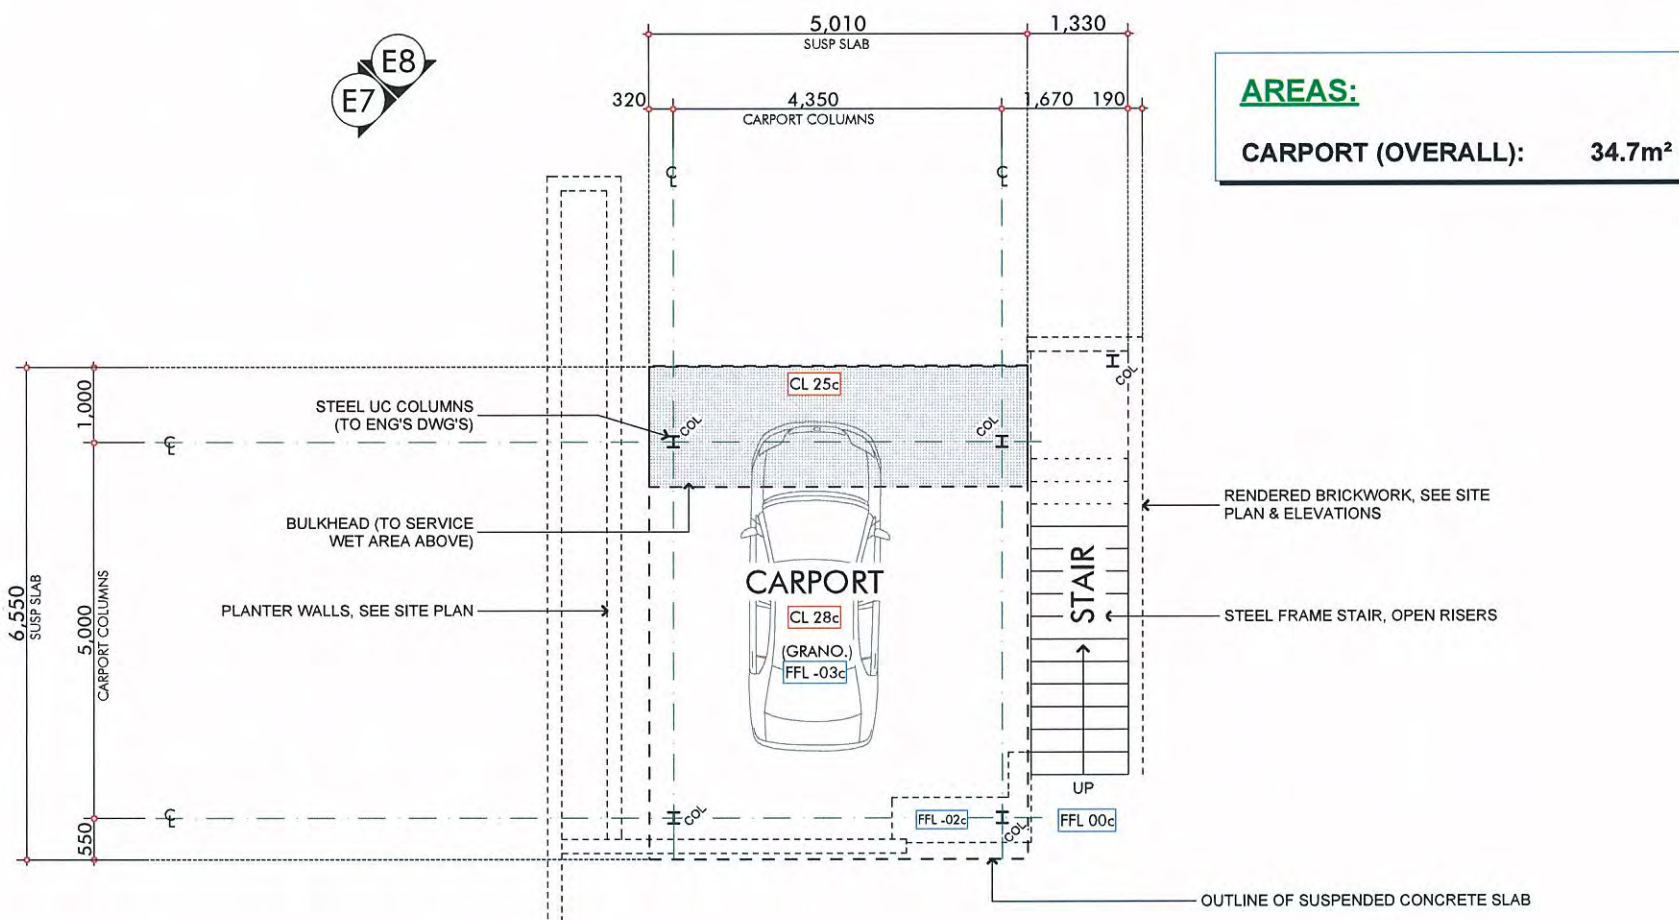 5,010
SUSP SLAB
1,330
E8
E7
AREAS:
CARPORT (OVERALL): 34.7m²
320
4,350
CARPORT COLUMNS
1,670
190
CL
CL
CL 25c
COL
STEEL UC COLUMNS
(TO ENG'S DWG'S)
COL
COL
1,000
CL
BULKHEAD (TO SERVICE
WET AREA ABOVE)
RENDERED BRICKWORK, SEE SITE
PLAN & ELEVATIONS
CARPORT
STAIR
6,550
SUSP SLAB
5,000
CARPORT COLUMNS
PLANTER WALLS, SEE SITE PLAN
CL 28c
STEEL FRAME STAIR, OPEN RISERS
(GRANO.)
FFL -03c
UP
CL
COL
FFL -02c
COL
FFL 00c
550
OUTLINE OF SUSPENDED CONCRETE SLAB